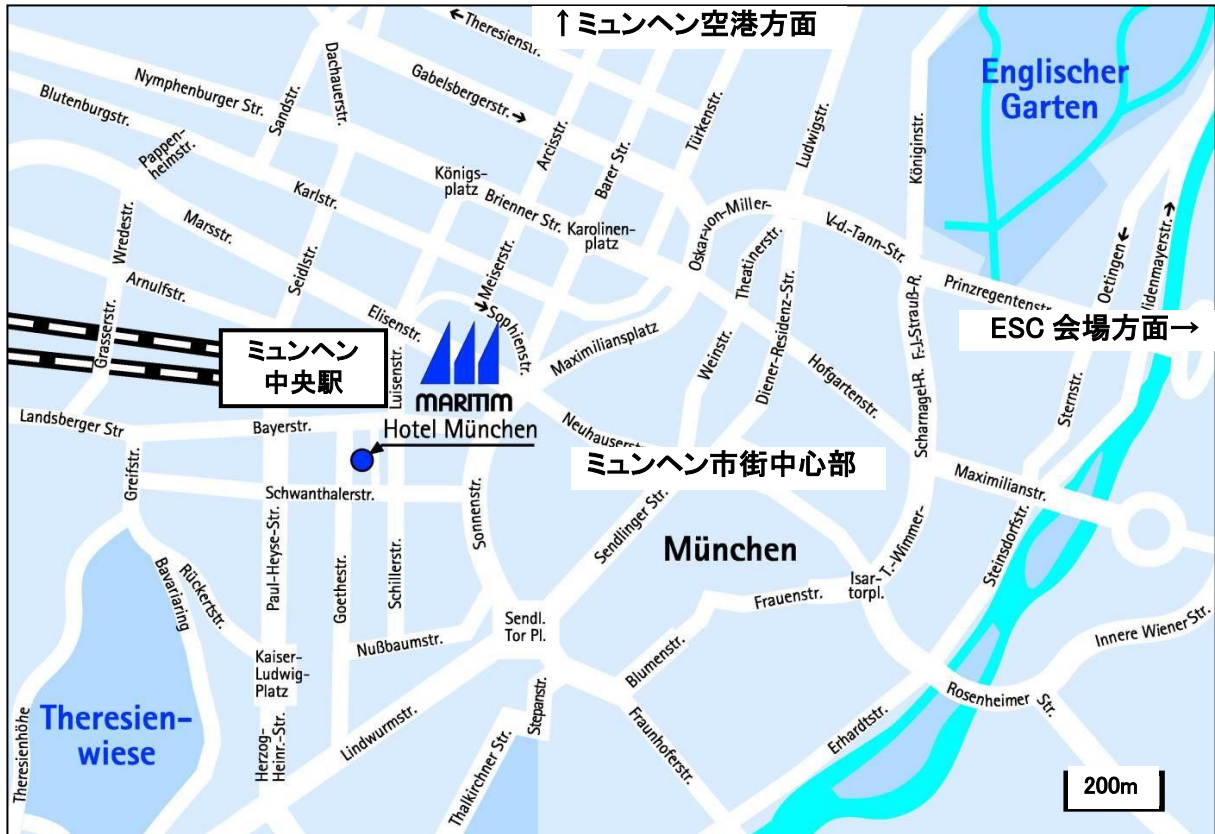 ←Theresienstr.
↑ミュンヘン空港方面
Dachauerstr.
Nymphenburger Str.
Gabelsbergerstr.→
Englischer
Garten
Blutenburgstr.
Sandstr.
Arcisstr.
Türkenstr.
Ludwigstr.
Königinstr.
Pappen-
heimstr.
Barer Str.
Königs-
platz
Karlstr.
Brienner Str.
Karolinen-
platz
Oskar-von-Miller-
V-d.-Tann-Str.
Wredestr.
Marsstr.
Meiserstr.
Theatinerstr.
Oetingen
Widenmayerstr.→
Seidlstr.
Arnulfstr.
Prinzregentenstr
Elisenstr.
Sophienstr.
Diener-Residenz-Str.
F.-J.-Strauß-R.
ESC 会場方面→
Grasserstr.
ミュンヘン
中央駅
Luisenstr.
Maximiliansplatz
Weinstr.
Hofgartenstr.
Scharnagel-R.
Sternstr.
MARITIM
Hotel München
Landsberger Str
Bayerstr.
Neuhauserstr.
ミュンヘン市街中心部
Greifstr.
Schwanthalerstr.
Maximilianstr.
Sonnenstr.
Sendlinger Str.
München
T.-Wimmer-
Steinsdorfstr.
Paul-Heyse-Str.
Goethestr.
Schillerstr.
Bavariaring
Rückertstr.
Isar-
torpl.
Frauenstr.
Sendl.
Tor Pl.
Nußbaumstr.
Blumenstr.
Innere Wiener Str.
Kaiser-
Ludwig-
Platz
Rosenheimer
Str.
Theresien-
wiese
Theresienhöhe
Herzog-
Heinr.-Str.
Lindwurmstr.
Stepanstr.
Thalkirchner Str.
Fraunhoferstr.
Erhardtstr.
200m